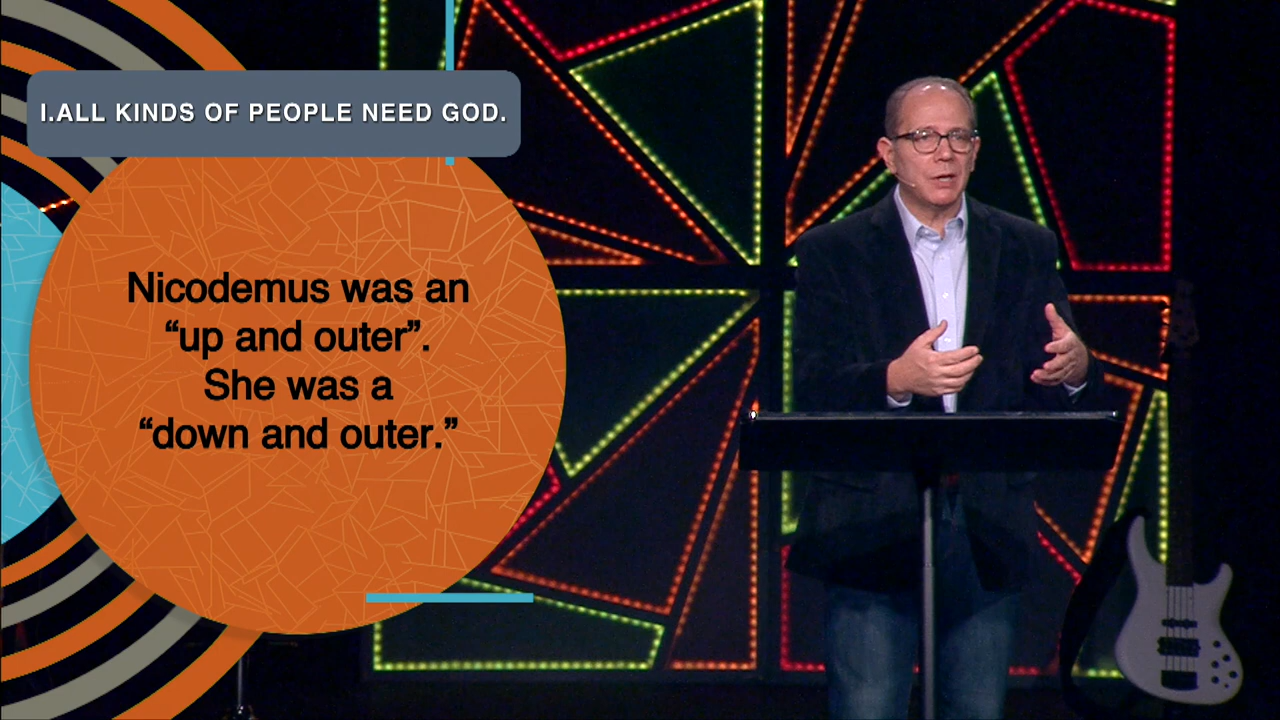 I.ALL KINDS OF PEOPLE NEED GOD.
Nicodemus was an
“up and outer”.
She was a
“down and outer.”